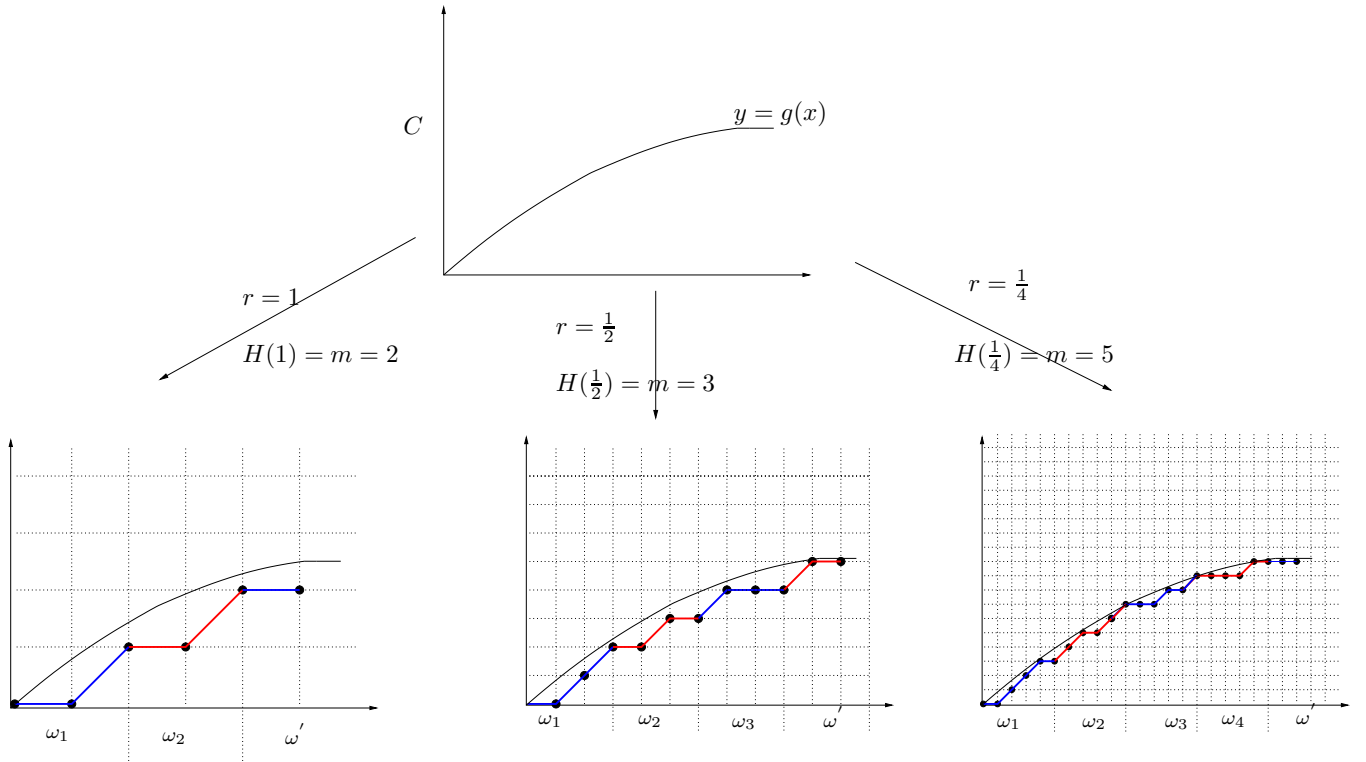 y = g(x)
C
r = 1
H(1) = m = 2
r = 1/2
H(1/2) = m = 3
r = 1/4
H(1/4) = m = 5
ω₁ ω₂ ω′
ω₁ ω₂ ω₃ ω′
ω₁ ω₂ ω₃ ω₄ ω′